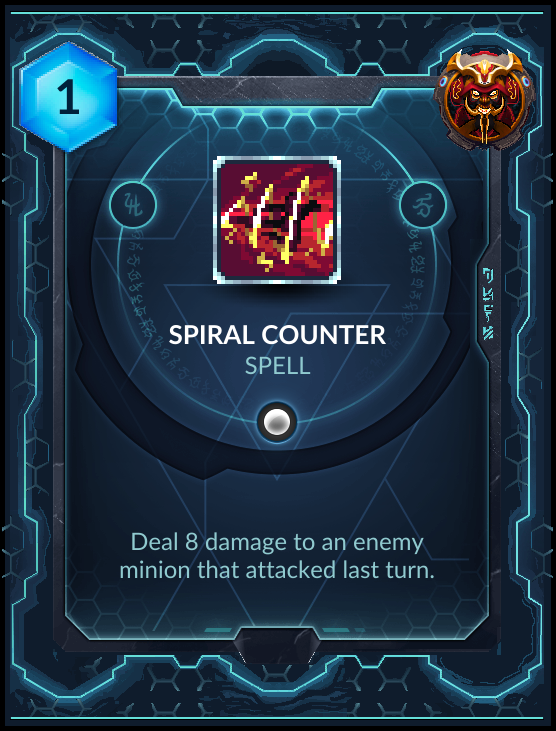 1
SPIRAL COUNTER
SPELL
Deal 8 damage to an enemy
minion that attacked last turn.